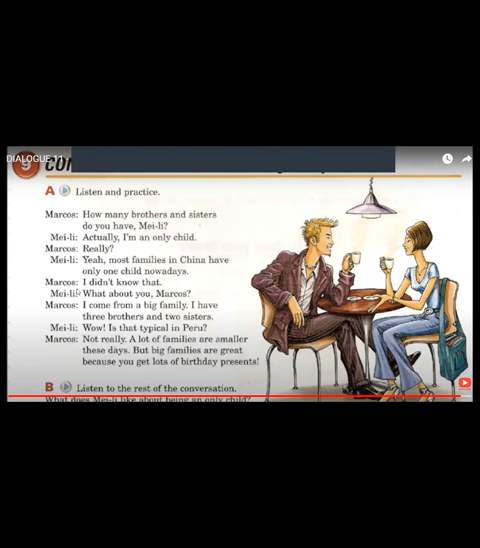 DIALOGUE 11
9
A Listen and practice.
Marcos: How many brothers and sisters
do you have, Mei-li?
Mei-li: Actually, I'm an only child.
Marcos: Really?
Mei-li: Yeah, most families in China have
only one child nowadays.
Marcos: I didn't know that.
Mei-li: What about you, Marcos?
Marcos: I come from a big family. I have
three brothers and two sisters.
Mei-li: Wow! Is that typical in Peru?
Marcos: Not really. A lot of families are smaller
these days. But big families are great
because you get lots of birthday presents!
B Listen to the rest of the conversation.
What does Mei-li like about being an only child?